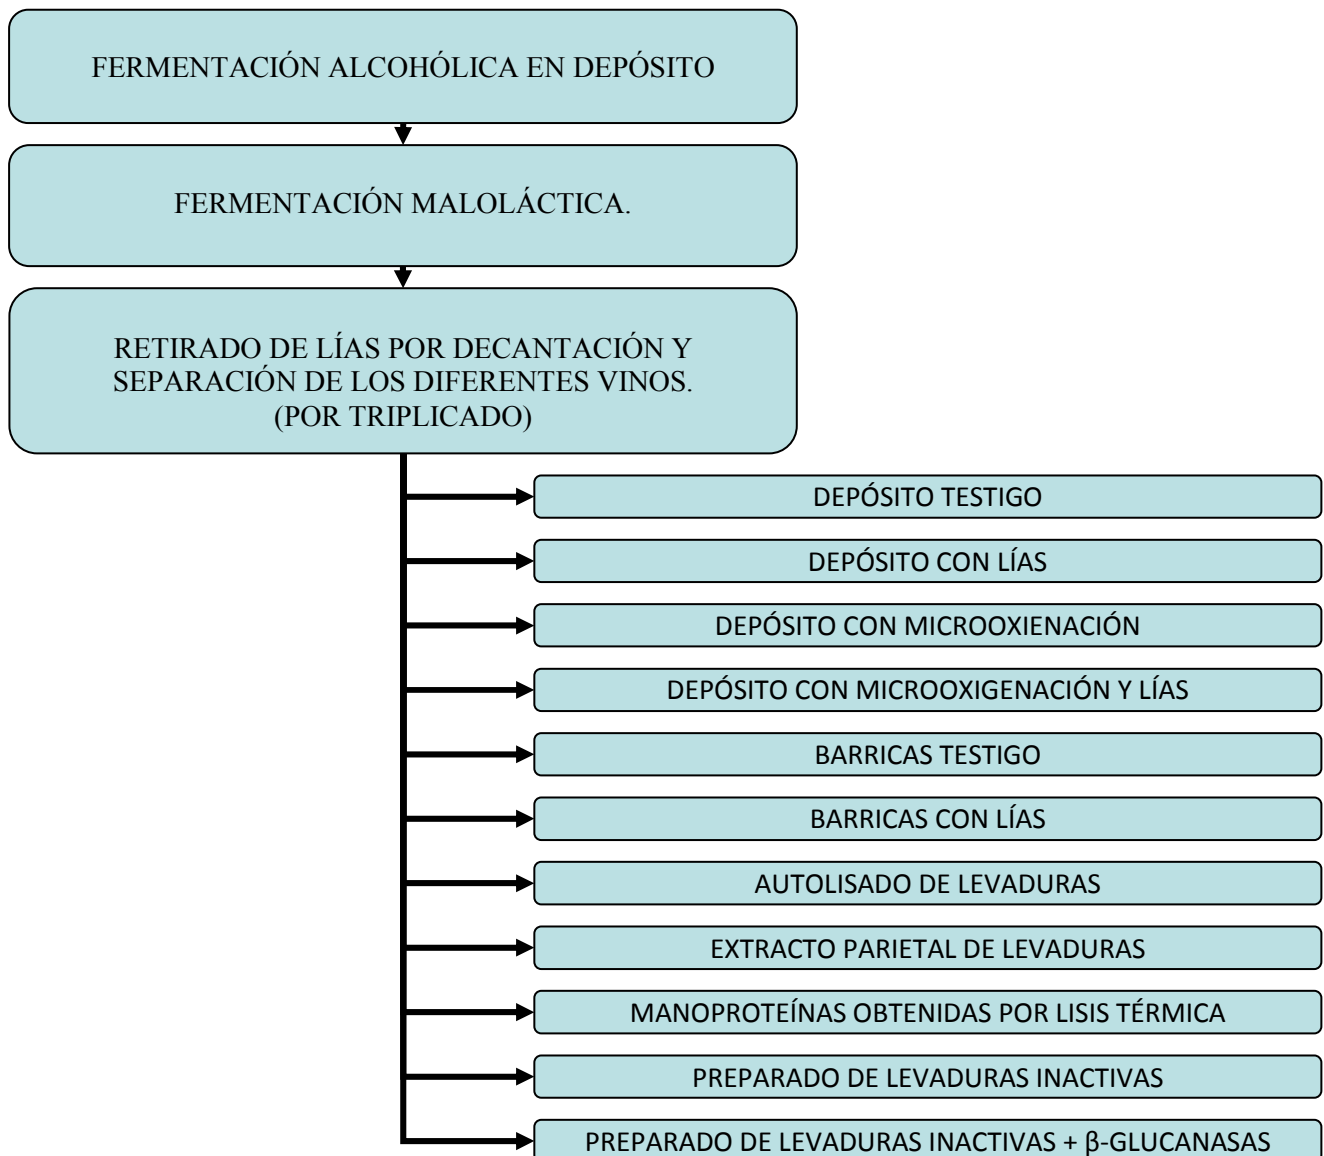 FERMENTACIÓN ALCOHÓLICA EN DEPÓSITO
FERMENTACIÓN MALOLÁCTICA.
RETIRADO DE LÍAS POR DECANTACIÓN Y
SEPARACIÓN DE LOS DIFERENTES VINOS.
(POR TRIPLICADO)
DEPÓSITO TESTIGO
DEPÓSITO CON LÍAS
DEPÓSITO CON MICROOXIENACIÓN
DEPÓSITO CON MICROOXIGENACIÓN Y LÍAS
BARRICAS TESTIGO
BARRICAS CON LÍAS
AUTOLISADO DE LEVADURAS
EXTRACTO PARIETAL DE LEVADURAS
MANOPROTEÍNAS OBTENIDAS POR LISIS TÉRMICA
PREPARADO DE LEVADURAS INACTIVAS
PREPARADO DE LEVADURAS INACTIVAS + β-GLUCANASAS